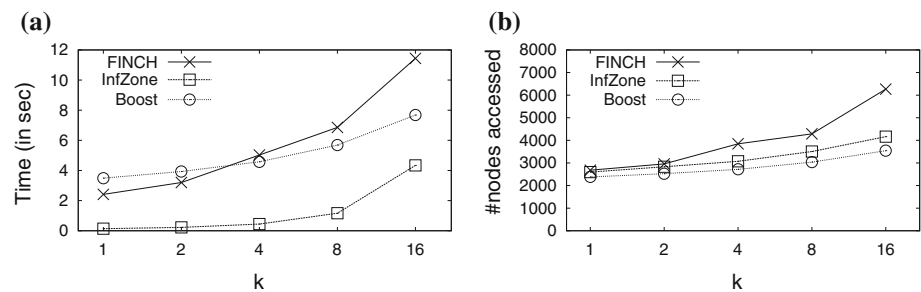 (a)
12
10
8
6
4
2
0
Time (in sec)
FINCH
InfZone
Boost
1 2 4 8 16
k
(b)
8000
7000
6000
5000
4000
3000
2000
1000
0
#nodes accessed
FINCH
InfZone
Boost
1 2 4 8 16
k